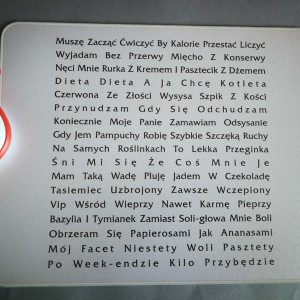 Muszę Zacząć Ćwiczyć By Kalorie Przestać Liczyć
Wyjadam Bez Przerwy Mięcho Z Konserwy
Nęci Mnie Rurka Z Kremem I Pasztecik Z Dżemem
Dieta Dieta A Ja Chcę Kotleta
Czerwona Ze Złości Wysysa Szpik Z Kości
Przynudzam Gdy Się Odchudzam
Koniecznie Moje Panie Zamawiam Odsysanie
Gdy Jem Pampuchy Robię Szybkie Szczęką Ruchy
Na Samych Roślinkach To Lekka Przeginka
Śni Mi Się Że Coś Mnie Je
Mam Taką Wadę Pluję Jadem W Czekoladę
Tasiemiec Uzbrojony Zawsze Wczepiony
Vip Wśród Wieprzy Nawet Karmę Pieprzy
Bazylia I Tymianek Zamiast Soli-głowa Mnie Boli
Obrzeram Się Papierosami Jak Ananasami
Mój Facet Niestety Woli Pasztety
Po Week-endzie Kilo Przybędzie